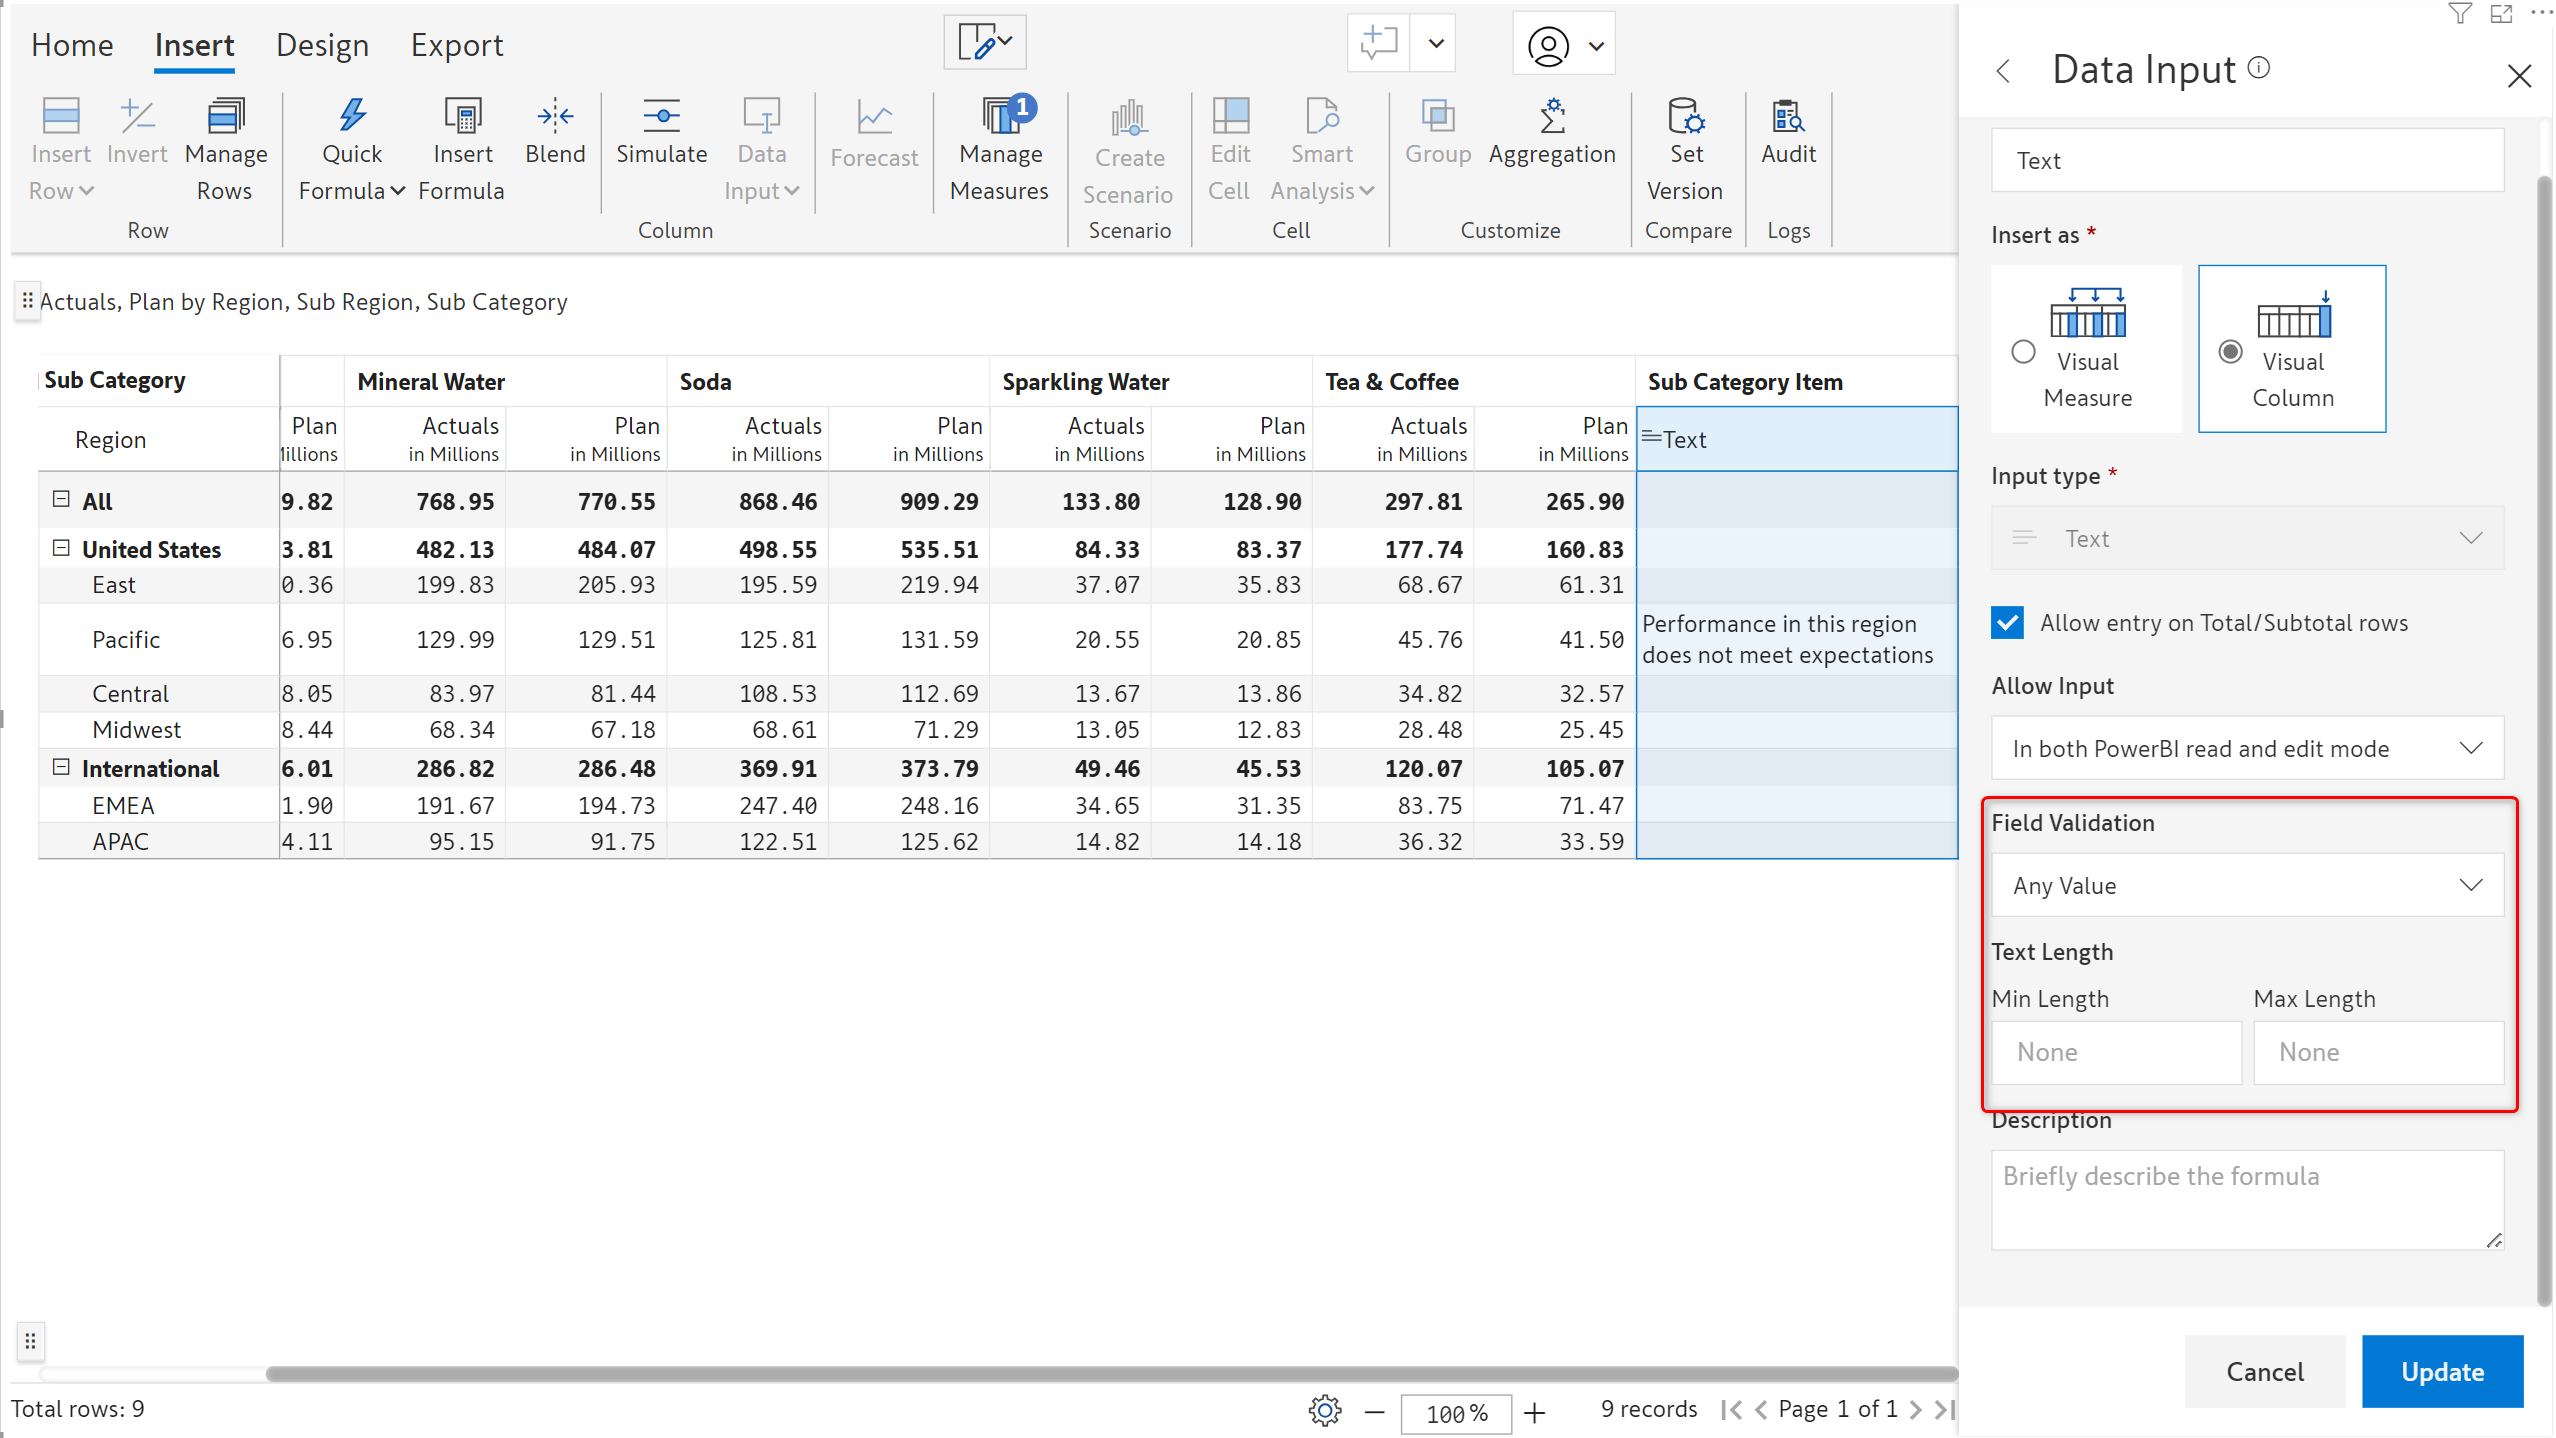 Home Insert Design Export
Insert Row
Invert
Manage Rows
Quick Formula
Insert Formula
Blend
Simulate
Data Input
Forecast
1
Manage Measures
Create Scenario
Edit Cell
Smart Analysis
Group
Aggregation
Set Version
Audit
Row Column Scenario Cell Customize Compare Logs
Actuals, Plan by Region, Sub Region, Sub Category
Sub Category Mineral Water Soda Sparkling Water Tea & Coffee Sub Category Item
Region Plan Actuals Plan Actuals Plan Actuals Plan Actuals Plan Text
illions in Millions in Millions in Millions in Millions in Millions in Millions in Millions in Millions
All 9.82 768.95 770.55 868.46 909.29 133.80 128.90 297.81 265.90
United States 3.81 482.13 484.07 498.55 535.51 84.33 83.37 177.74 160.83
East 0.36 199.83 205.93 195.59 219.94 37.07 35.83 68.67 61.31
Pacific 6.95 129.99 129.51 125.81 131.59 20.55 20.85 45.76 41.50 Performance in this region
does not meet expectations
Central 8.05 83.97 81.44 108.53 112.69 13.67 13.86 34.82 32.57
Midwest 8.44 68.34 67.18 68.61 71.29 13.05 12.83 28.48 25.45
International 6.01 286.82 286.48 369.91 373.79 49.46 45.53 120.07 105.07
EMEA 1.90 191.67 194.73 247.40 248.16 34.65 31.35 83.75 71.47
APAC 4.11 95.15 91.75 122.51 125.62 14.82 14.18 36.32 33.59
Total rows: 9
100 %
9 records
Page 1 of 1
Data Input
Text
Insert as *
Visual Measure
Visual Column
Input type *
Text
Allow entry on Total/Subtotal rows
Allow Input
In both PowerBI read and edit mode
Field Validation
Any Value
Text Length
Min Length Max Length
None None
Description
Briefly describe the formula
Cancel Update